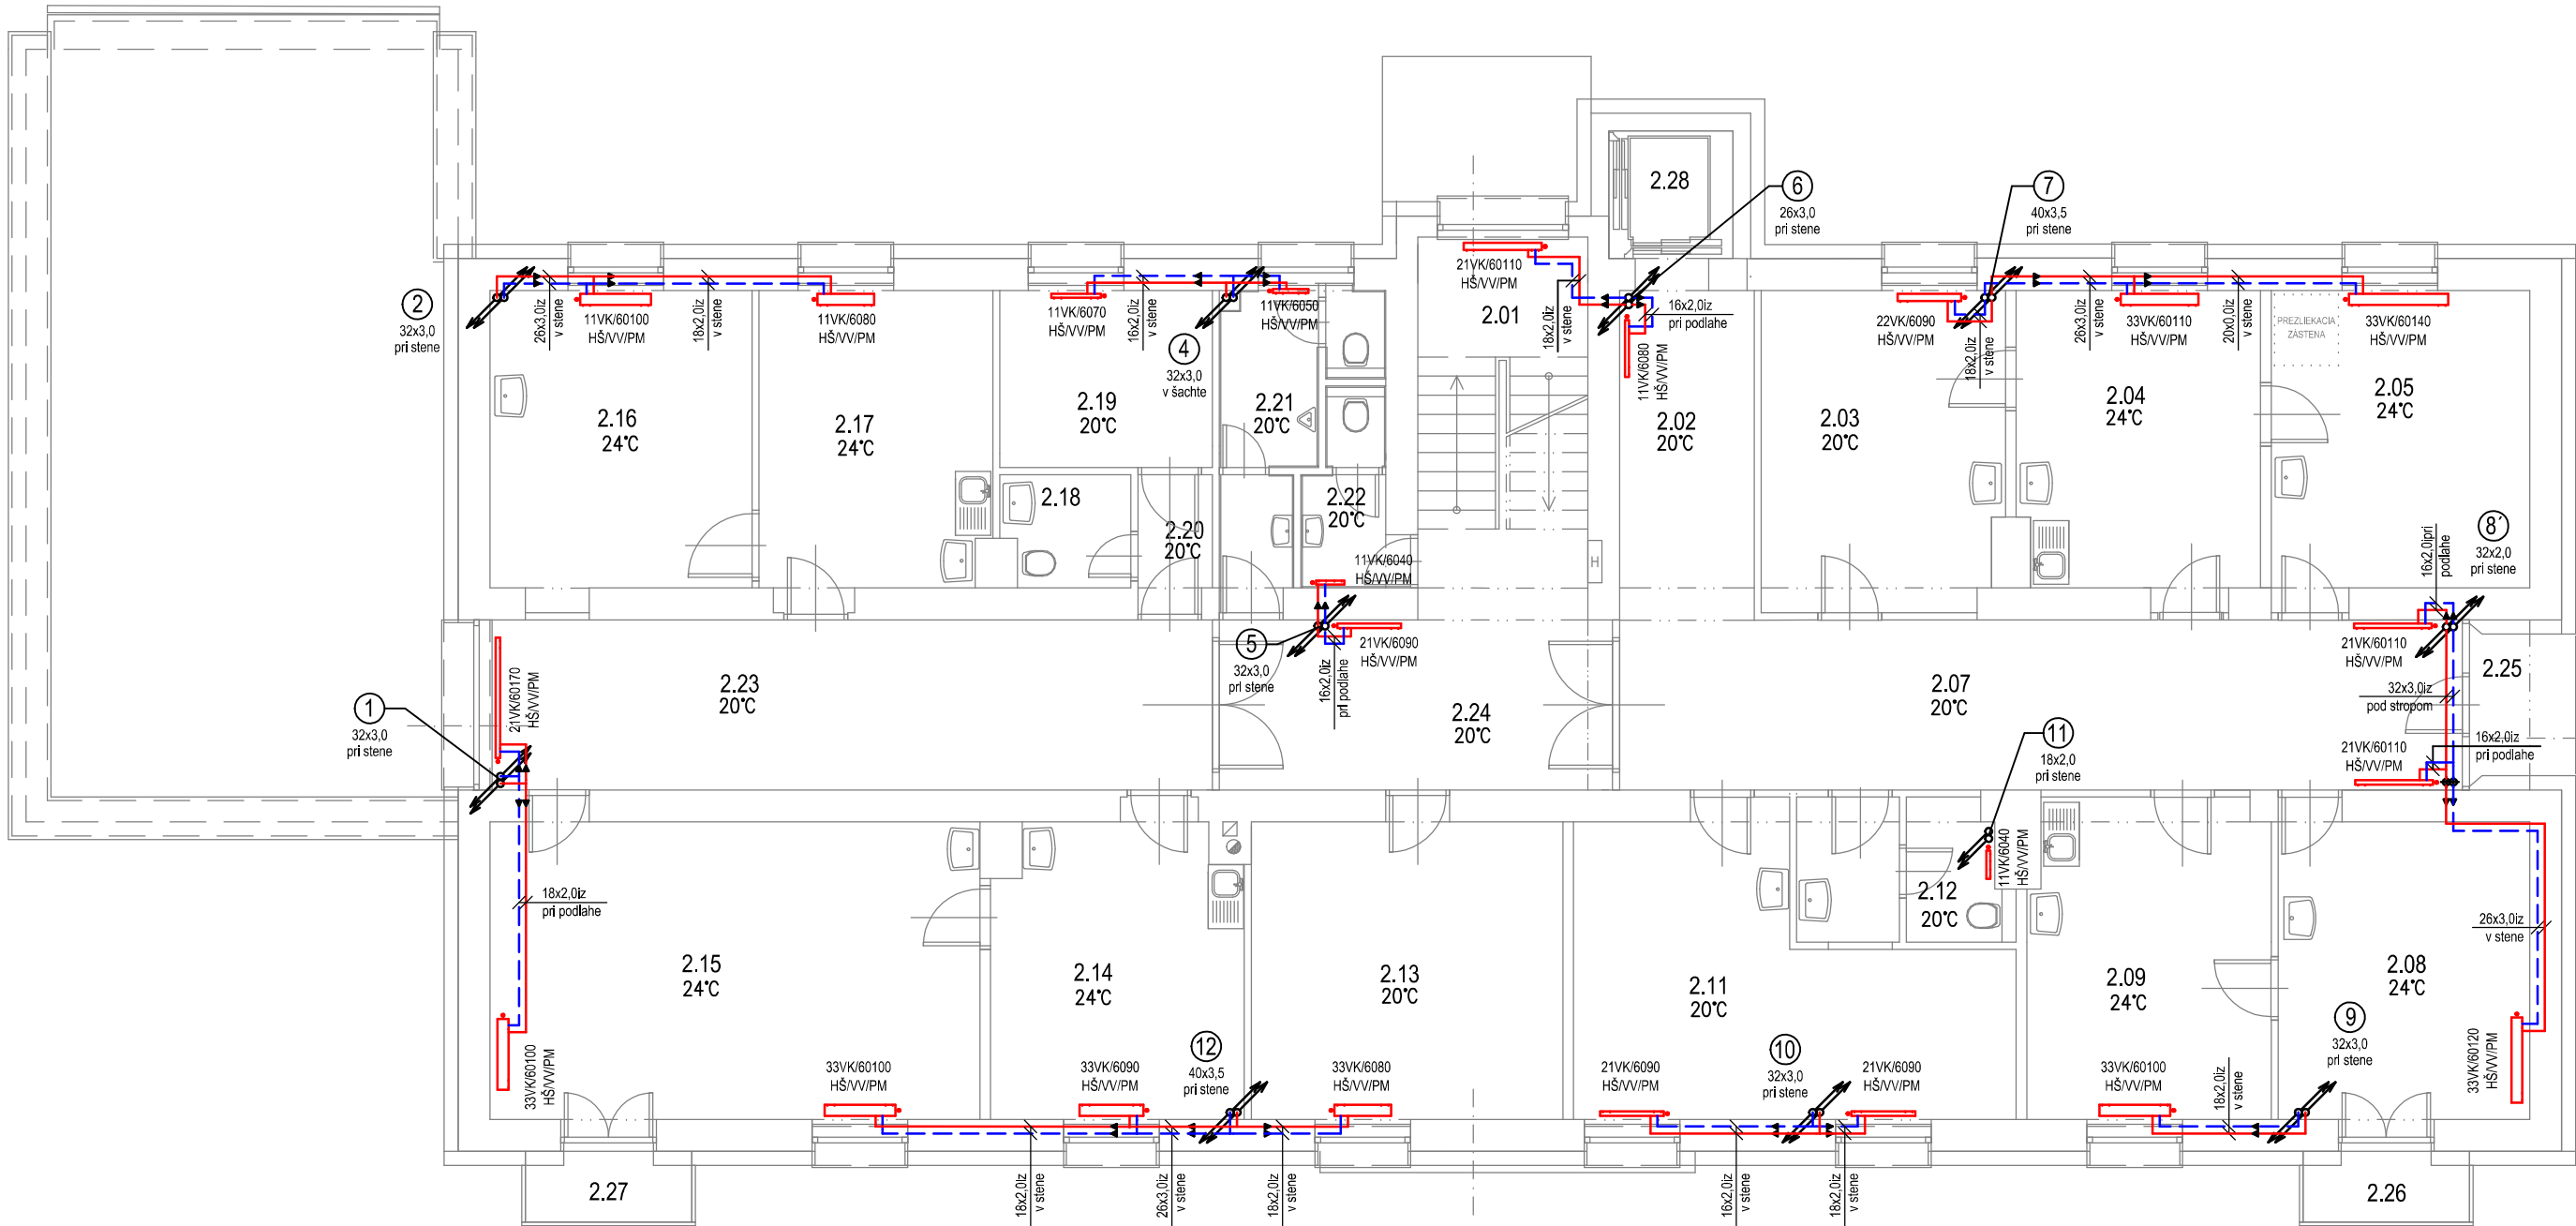 2
32x3,0
pri stene
26x3,0iz
v stene
11VK/60100
HŠ/VV/PM
18x2,0iz
v stene
11VK/6080
HŠ/VV/PM
11VK/6070
HŠ/VV/PM
16x2,0iz
v stene
4
32x3,0
v šachte
11VK/6050
HŠ/VV/PM
21VK/60110
HŠ/VV/PM
2.01
18x2,0iz
v stene
2.28
6
26x3,0
pri stene
16x2,0iz
pri podlahe
11VK/6080
HŠ/VV/PM
7
40x3,5
pri stene
22VK/6090
HŠ/VV/PM
18x2,0iz
v stene
26x3,0iz
v stene
33VK/60110
HŠ/VV/PM
20x0,0iz
v stene
PREZLIEKACIA
ZÁSTENA
33VK/60140
HŠ/VV/PM
2.16
24°C
2.17
24°C
2.19
20°C
2.21
20°C
2.02
20°C
2.03
20°C
2.04
24°C
2.05
24°C
2.18
2.20
20°C
2.22
20°C
11VK/6040
HŠ/VV/PM
H
16x2,0ipri
podlahe
8´
32x2,0
pri stene
21VK/60170
HŠ/VV/PM
1
32x3,0
pri stene
2.23
20°C
5
32x3,0
pri stene
16x2,0iz
pri podlahe
21VK/6090
HŠ/VV/PM
2.24
20°C
2.07
20°C
21VK/60110
HŠ/VV/PM
2.25
32x3,0iz
pod stropom
21VK/60110
HŠ/VV/PM
16x2,0iz
pri podlahe
11
18x2,0
pri stene
11VK/6040
HŠ/VV/PM
2.12
20°C
18x2,0iz
pri podlahe
26x3,0iz
v stene
2.15
24°C
2.14
24°C
2.13
20°C
2.11
20°C
2.09
24°C
2.08
24°C
33VK/60100
HŠ/VV/PM
33VK/60100
HŠ/VV/PM
33VK/6090
HŠ/VV/PM
12
40x3,5
pri stene
33VK/6080
HŠ/VV/PM
21VK/6090
HŠ/VV/PM
10
32x3,0
pri stene
21VK/6090
HŠ/VV/PM
33VK/60100
HŠ/VV/PM
18x2,0iz
v stene
9
32x3,0
pri stene
33VK/60120
HŠ/VV/PM
2.27
18x2,0iz
v stene
26x3,0iz
v stene
18x2,0iz
v stene
16x2,0iz
v stene
18x2,0iz
v stene
2.26